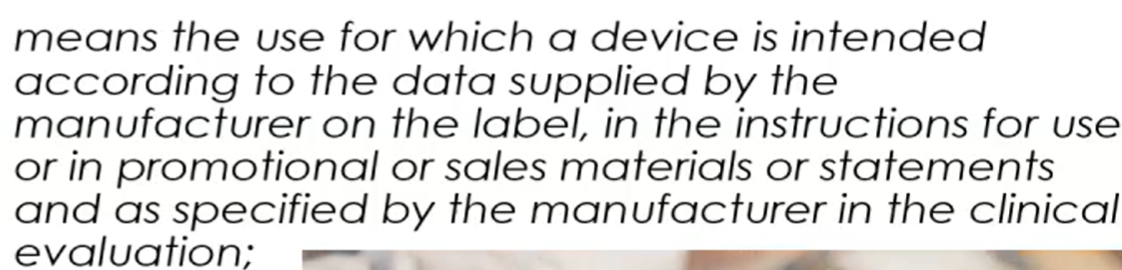 means the use for which a device is intended
according to the data supplied by the
manufacturer on the label, in the instructions for use
or in promotional or sales materials or statements
and as specified by the manufacturer in the clinical
evaluation;